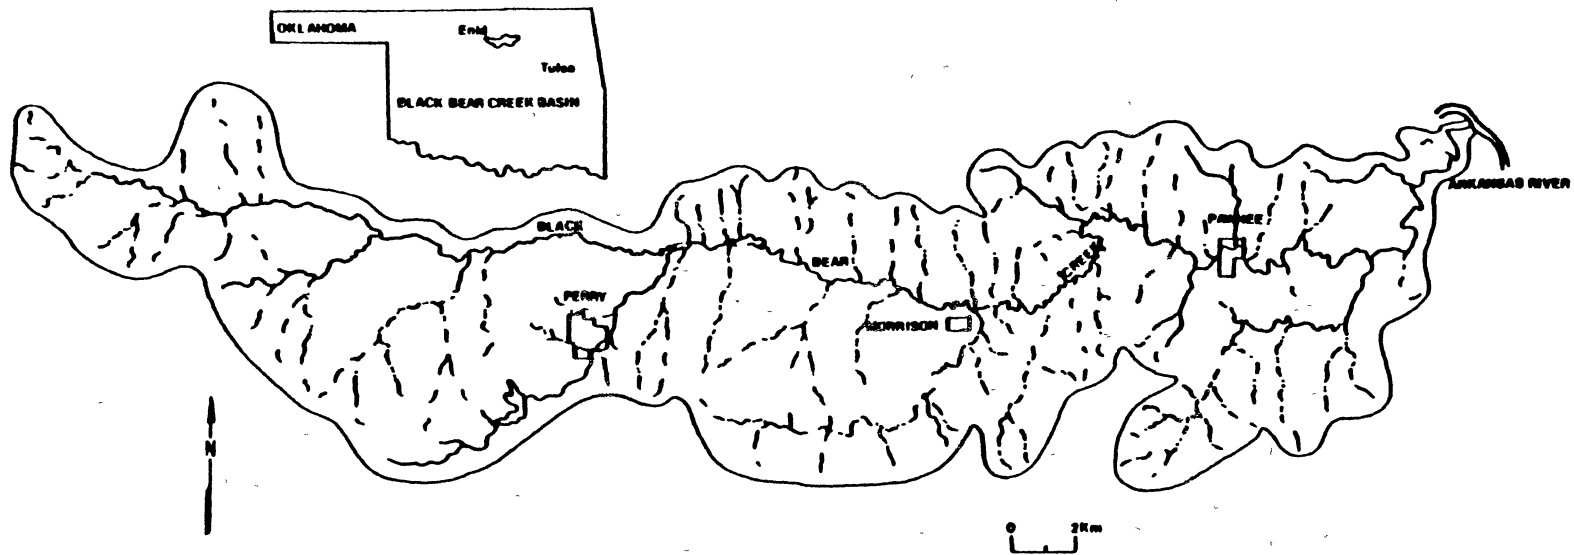 OKLAHOMA
Enid
Tulsa
BLACK BEAR CREEK BASIN
ARKANSAS RIVER
PAWNEE
BLACK
BEAR
CREEK
PERRY
MORRISON
N
0 2Km